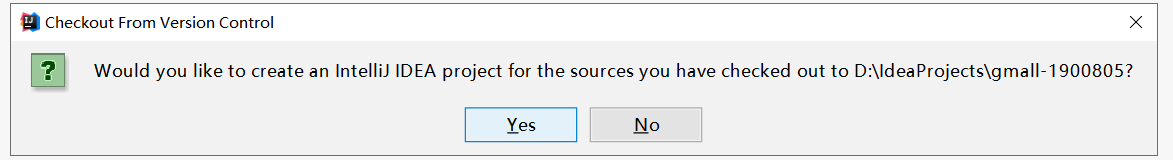 Checkout From Version Control
Would you like to create an IntelliJ IDEA project for the sources you have checked out to D:\IdeaProjects\gmall-1900805?
Yes
No